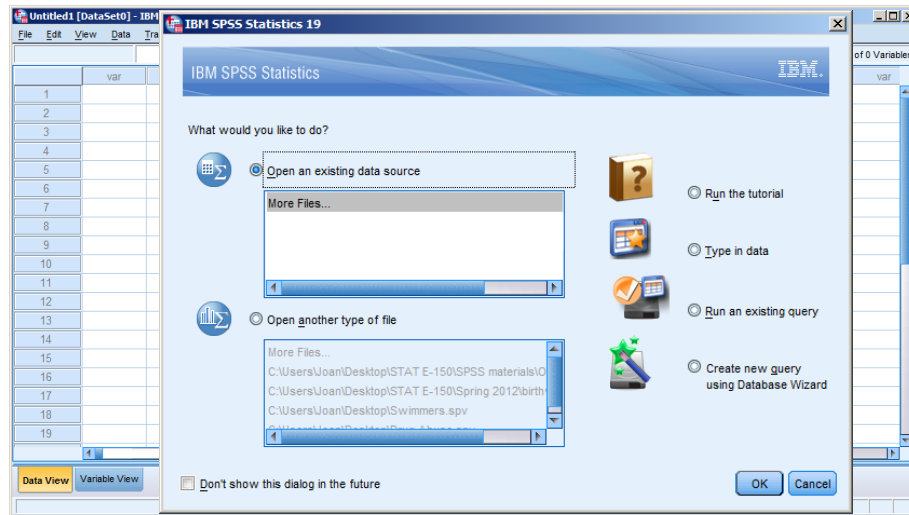 Untitled1 [DataSet0] - IBM
File Edit View Data Tra
of 0 Variables
var
var
1
2
3
4
5
6
7
8
9
10
11
12
13
14
15
16
17
18
19
Data View
Variable View
IBM SPSS Statistics 19
IBM SPSS Statistics
IBM.
What would you like to do?
Open an existing data source
More Files...
Open another type of file
More Files...
C:\Users\Joan\Desktop\STAT E-150\SPSS materials\O
C:\Users\Joan\Desktop\STAT E-150\Spring 2012\birth
C:\Users\Joan\Desktop\Swimmers.spv
Run the tutorial
Type in data
Run an existing query
Create new query
using Database Wizard
Don't show this dialog in the future
OK
Cancel